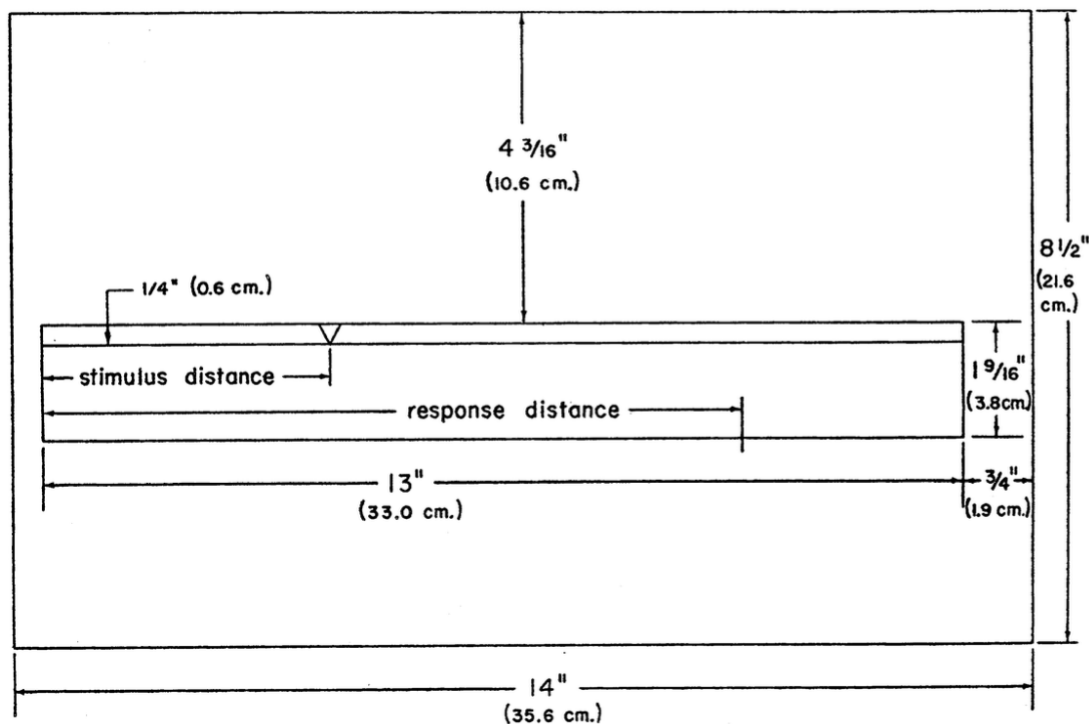 4 3/16"
(10.6 cm.)
8 1/2"
(21.6
cm.)
1/4" (0.6 cm.)
stimulus distance
1 9/16"
(3.8cm.)
response distance
13"
(33.0 cm.)
3/4"
(1.9 cm.)
14"
(35.6 cm.)